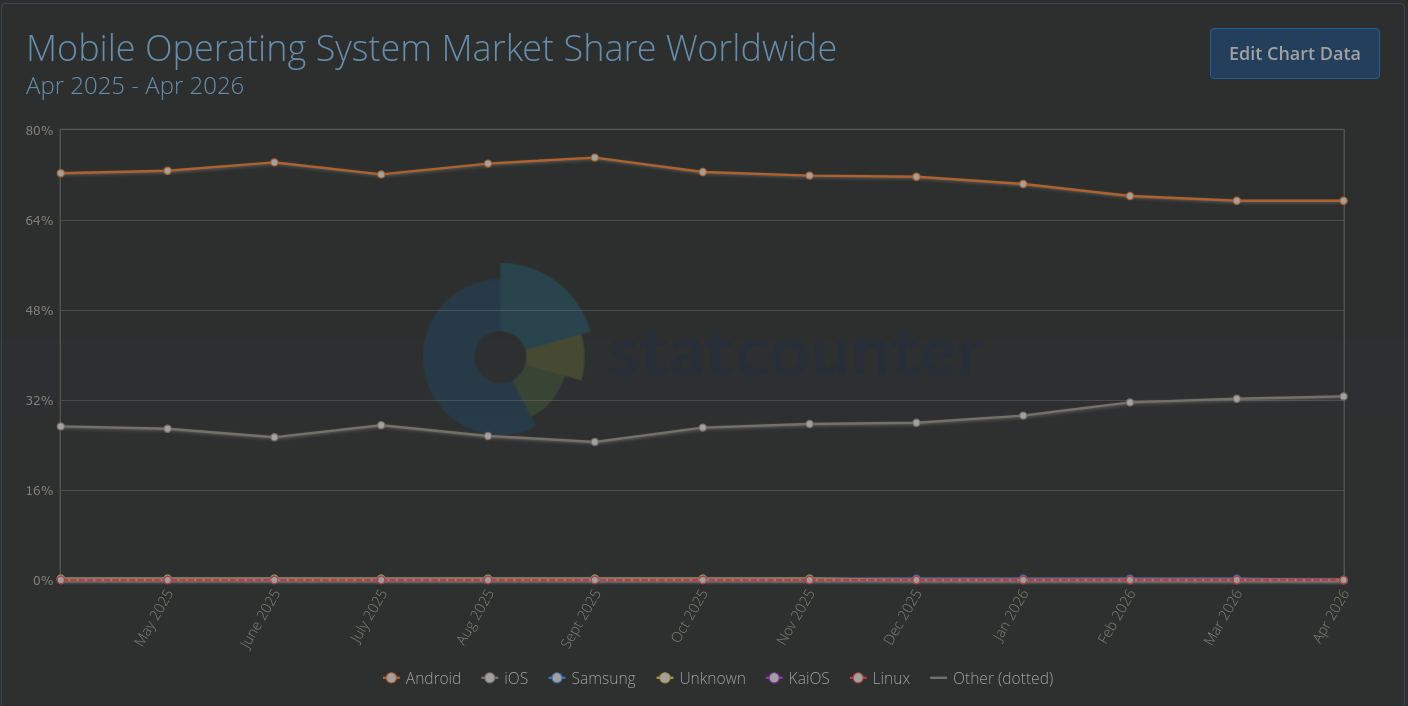 Mobile Operating System Market Share Worldwide
Apr 2025 - Apr 2026
Edit Chart Data
80%
64%
48%
32%
16%
0%
statcounter
May 2025
June 2025
July 2025
Aug 2025
Sept 2025
Oct 2025
Nov 2025
Dec 2025
Jan 2026
Feb 2026
Mar 2026
Apr 2026
Android iOS Samsung Unknown KaiOS Linux Other (dotted)